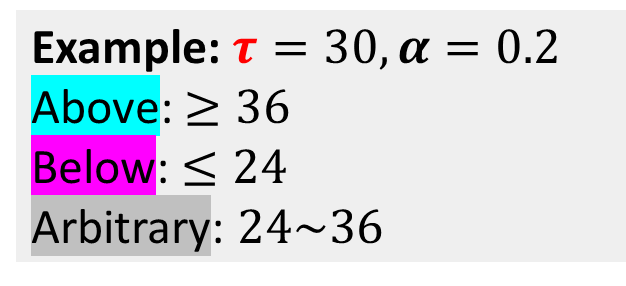 Example: τ = 30, α = 0.2
Above: ≥ 36
Below: ≤ 24
Arbitrary: 24~36